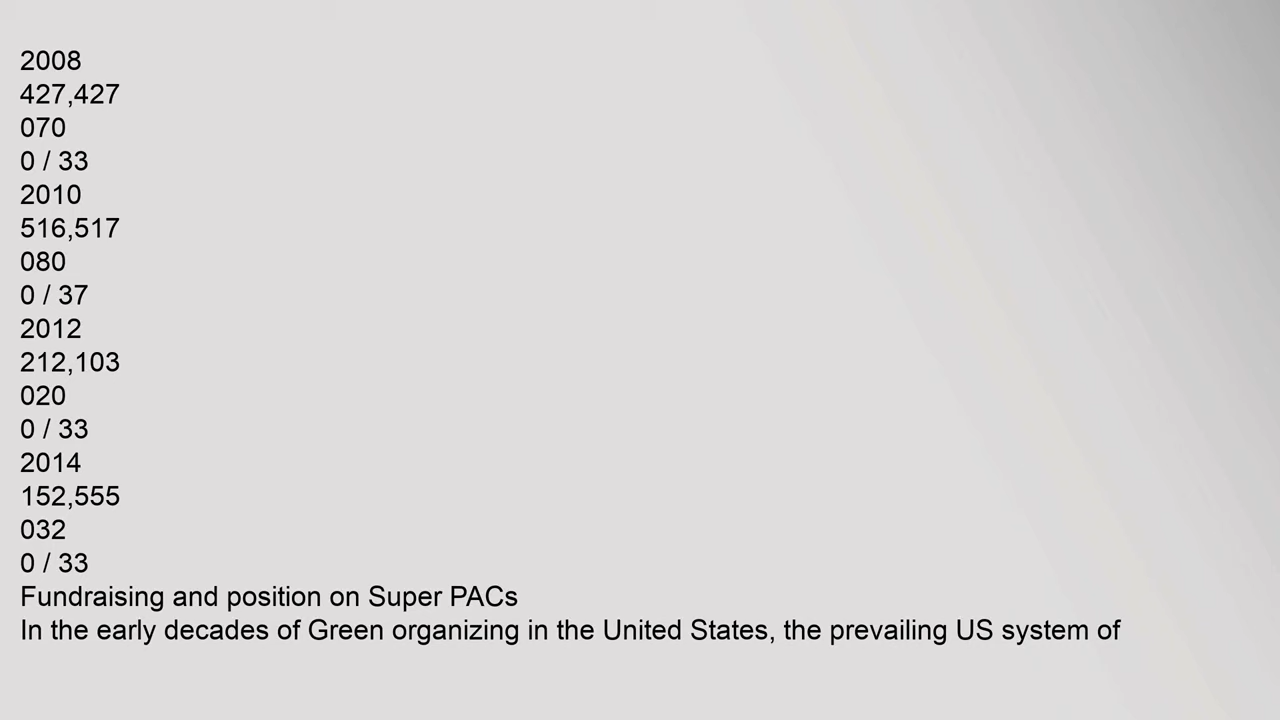 2008
427,427
070
0 / 33
2010
516,517
080
0 / 37
2012
212,103
020
0 / 33
2014
152,555
032
0 / 33
Fundraising and position on Super PACs
In the early decades of Green organizing in the United States, the prevailing US system of